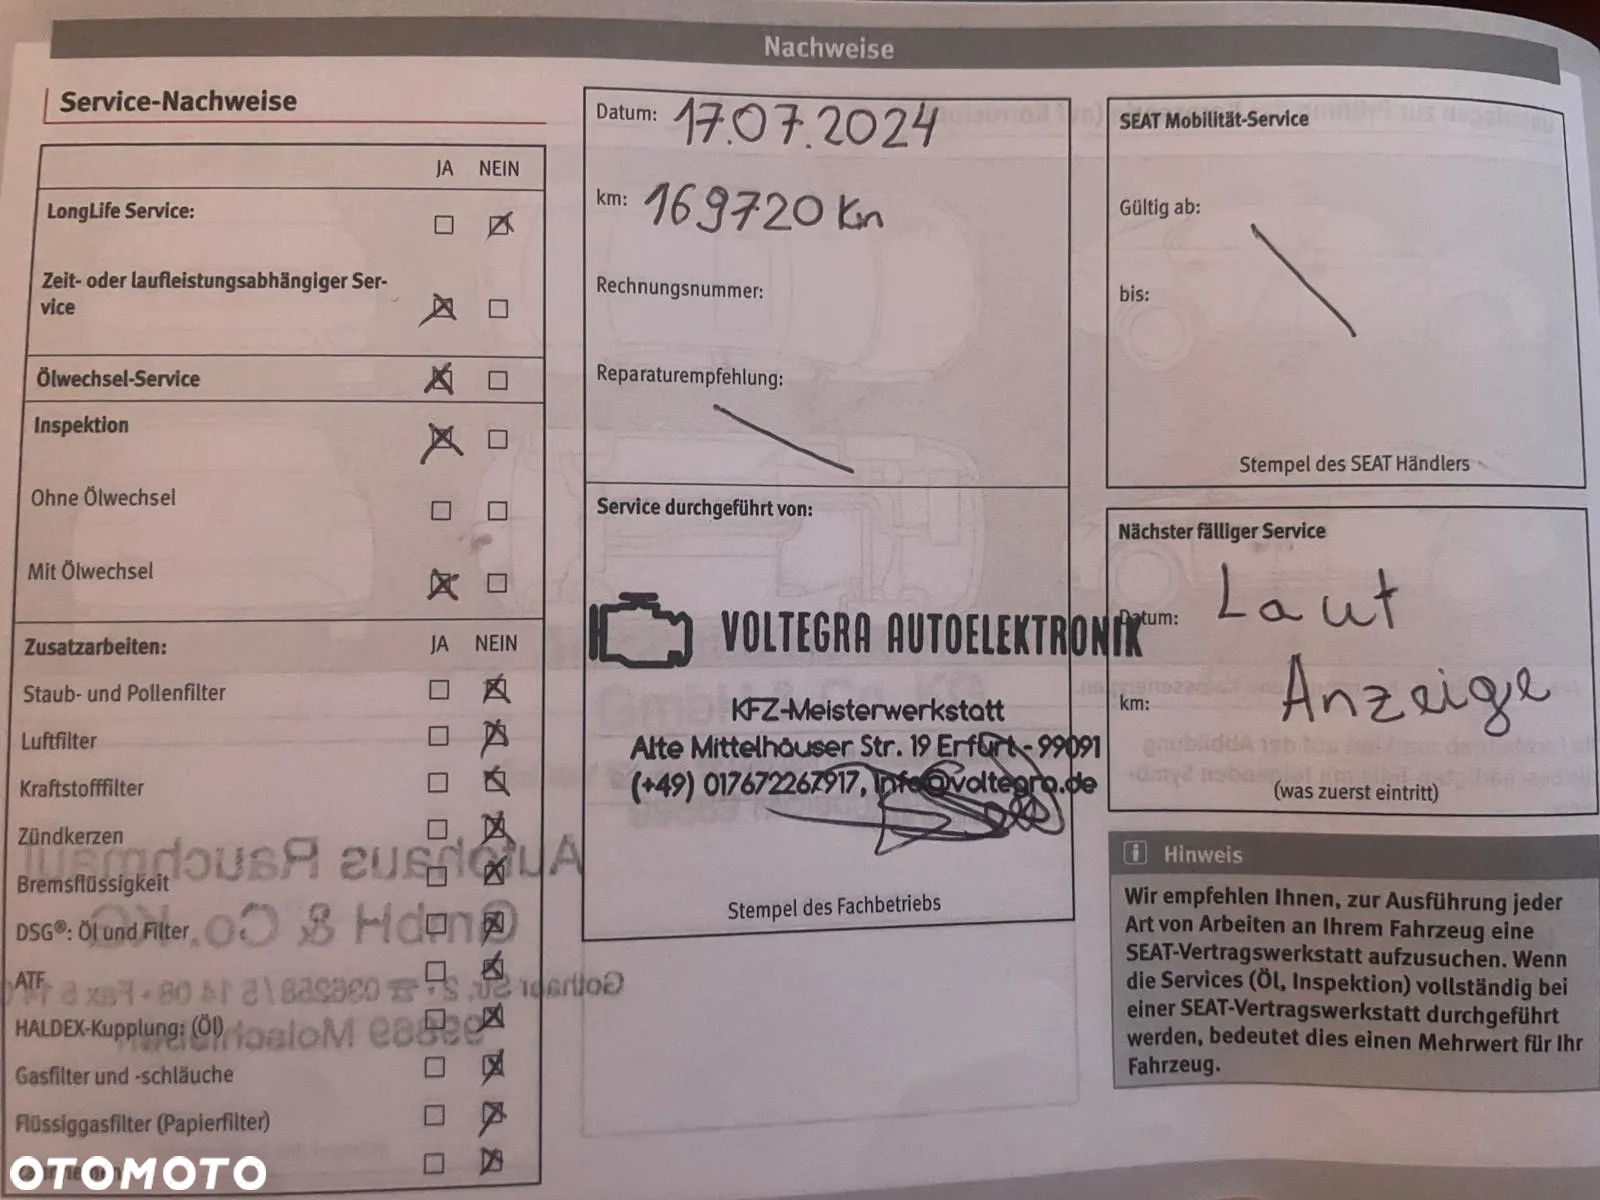 Nachweise
Service-Nachweise
JA NEIN
LongLife Service:
Zeit- oder laufleistungsabhängiger Ser-
vice
Ölwechsel-Service
Inspektion
Ohne Ölwechsel
Mit Ölwechsel
Zusatzarbeiten: JA NEIN
Staub- und Pollenfilter
Luftfilter
Kraftstofffilter
Zündkerzen
Bremsflüssigkeit
DSG®: Öl und Filter
ATF
HALDEX-Kupplung: (Öl)
Gasfilter und -schläuche
Flüssiggasfilter (Papierfilter)
Datum: 17.07.2024
km: 169720 Km
Rechnungsnummer:
Reparaturempfehlung:
Service durchgeführt von:
VOLTEGRA AUTOELEKTRONIK
KFZ-Meisterwerkstatt
Alte Mittelhäuser Str. 19 Erfurt - 99091
(+49) 017672267917, info@voltegra.de
Stempel des Fachbetriebs
SEAT Mobilität-Service
Gültig ab:
bis:
Stempel des SEAT Händlers
Nächster fälliger Service
Datum: Laut
km: Anzeige
(was zuerst eintritt)
i Hinweis
Wir empfehlen Ihnen, zur Ausführung jeder
Art von Arbeiten an Ihrem Fahrzeug eine
SEAT-Vertragswerkstatt aufzusuchen. Wenn
die Services (Öl, Inspektion) vollständig bei
einer SEAT-Vertragswerkstatt durchgeführt
werden, bedeutet dies einen Mehrwert für Ihr
Fahrzeug.
Autohaus Rauchmaul
GmbH & Co. KG
OTOMOTO